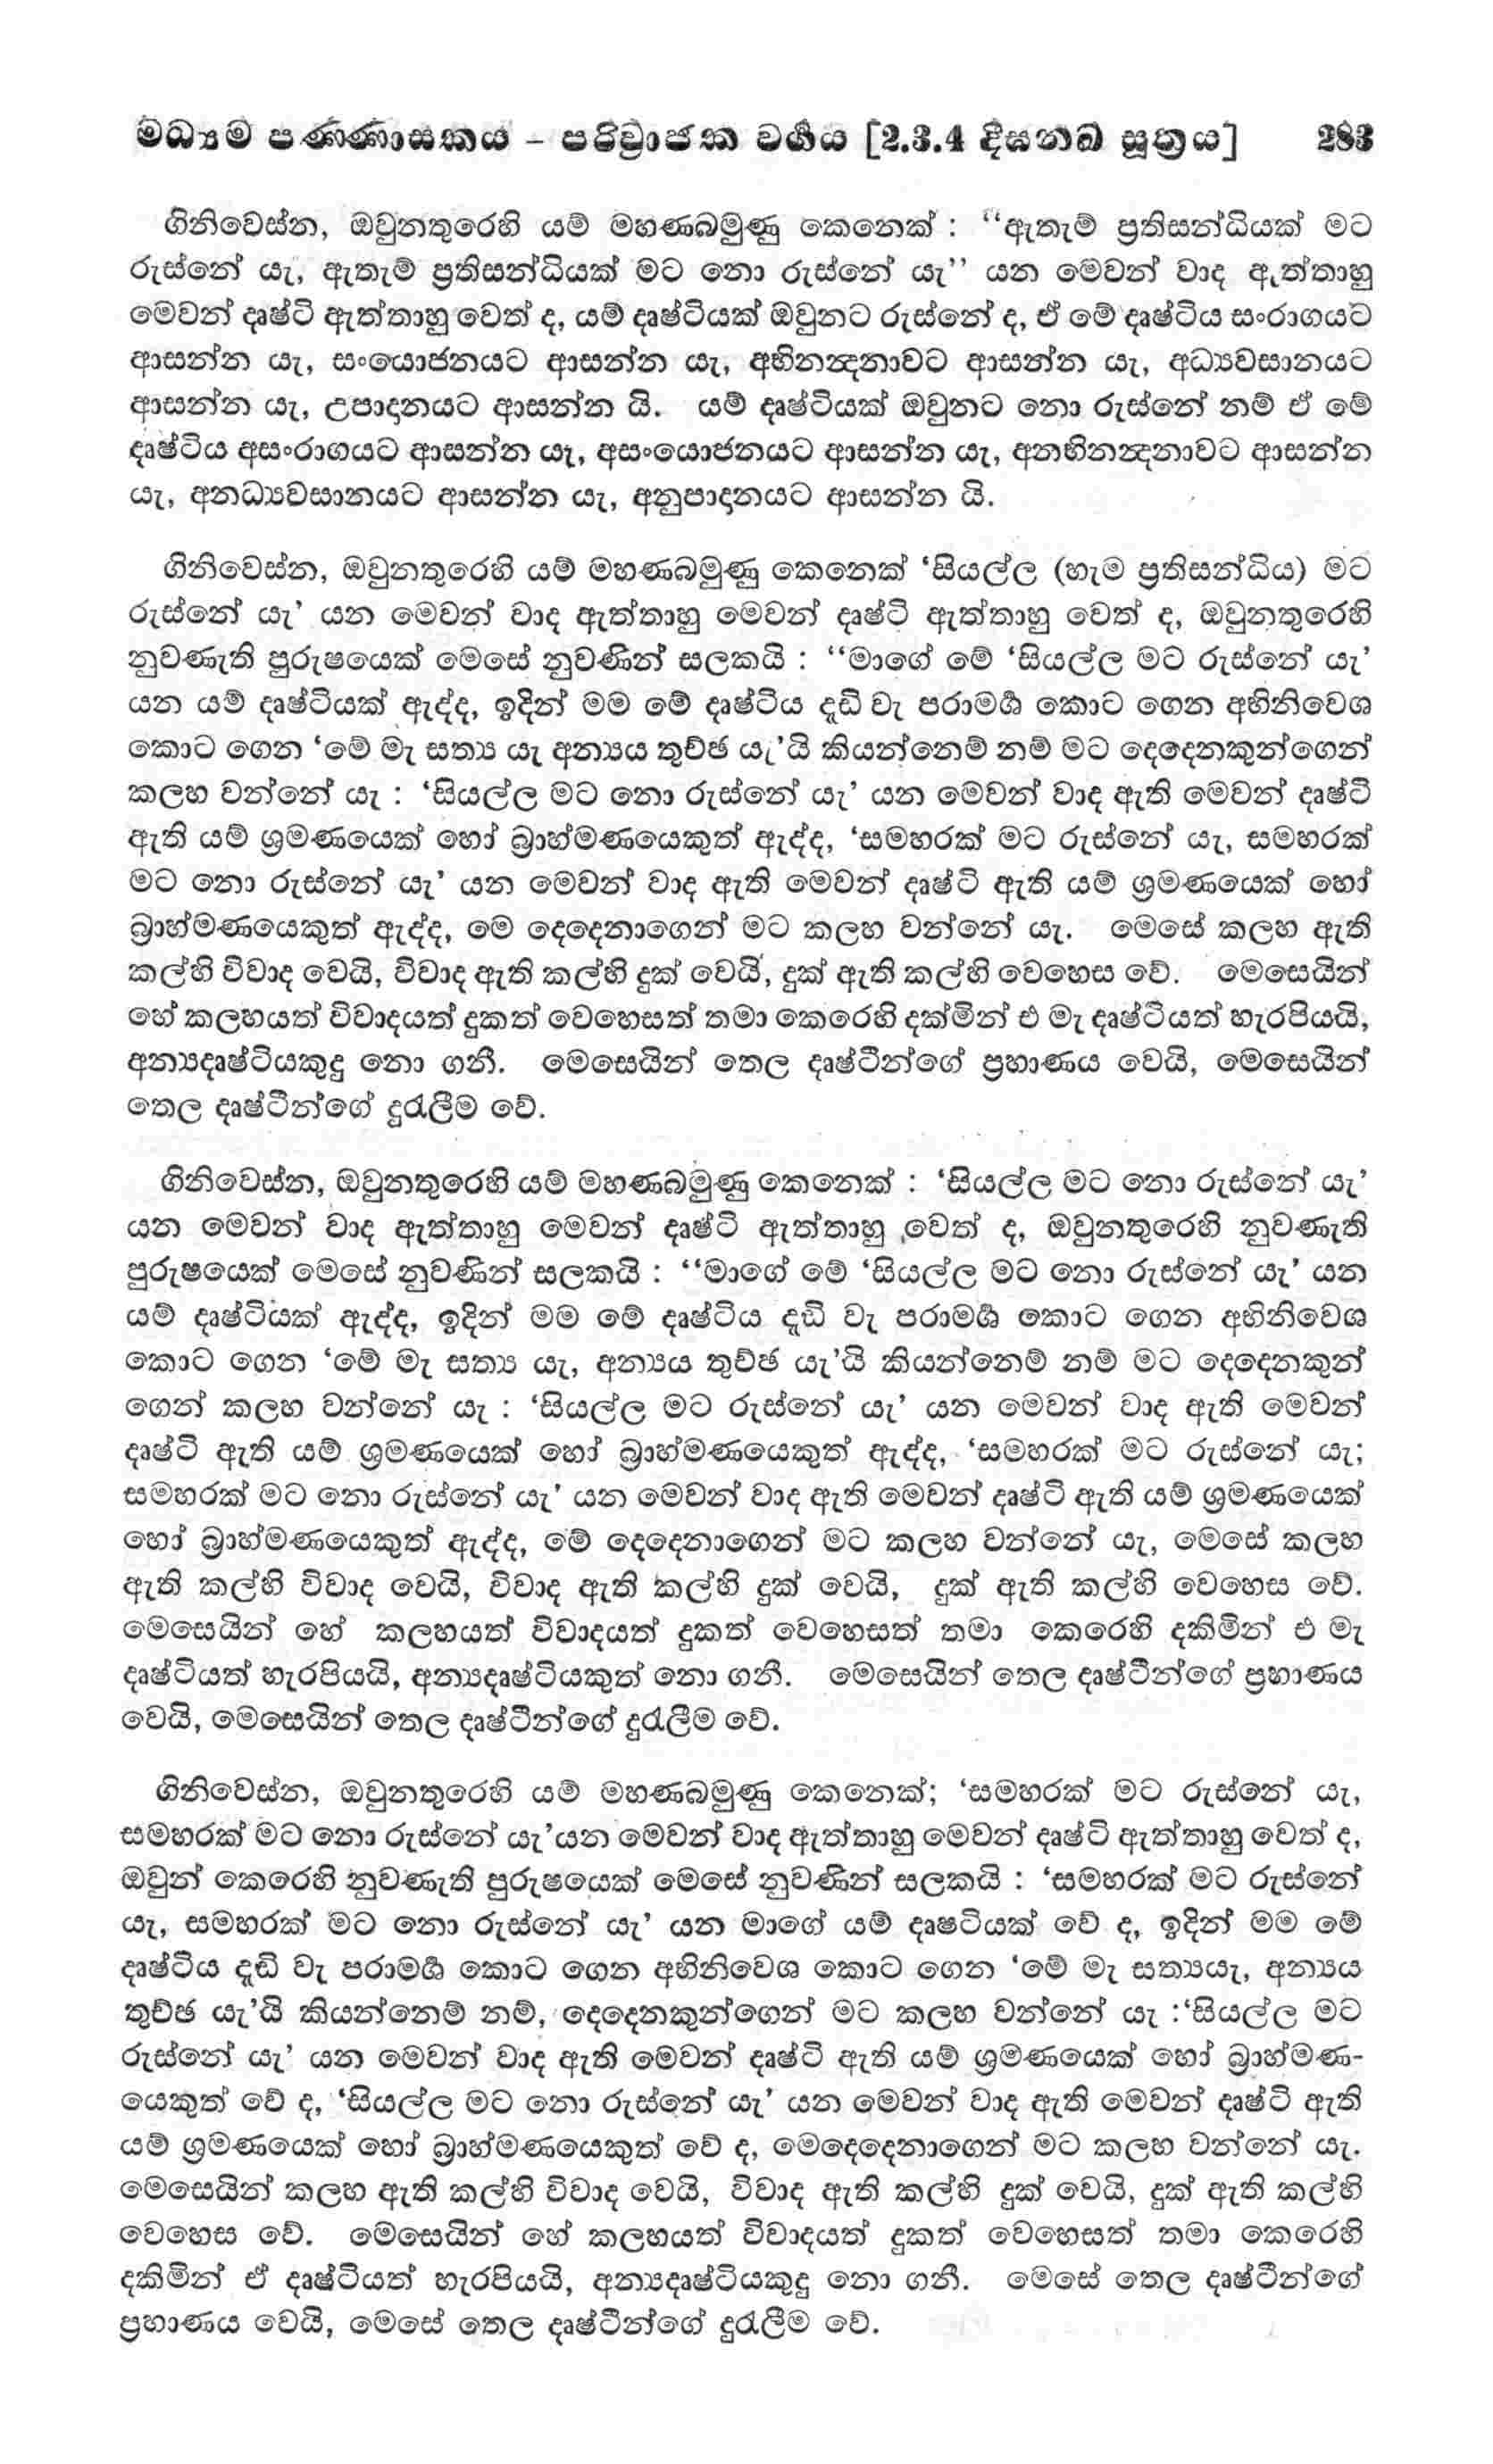 මධ්‍යම පණ්ණාසකය – පරිව්‍රාජක වර්‍ගය [2.3.4 දීඝනඛ සූත්‍රය] 283
ගිනිවෙස්න, ඔවුනතුරෙහි යම් මහණබමුණු කෙනෙක් : “ඇතැම් ප්‍රතිසන්ධියක් මට
රුස්නේ යැ, ඇතැම් ප්‍රතිසන්ධියක් මට නො රුස්නේ යැ” යන මෙවන් වාද ඇත්තාහු
මෙවන් දෘෂ්ටි ඇත්තාහු වෙත් ද, යම් දෘෂ්ටියක් ඔවුනට රුස්නේ ද, ඒ මේ දෘෂ්ටිය සංරාගයට
ආසන්න යැ, සංයොජනයට ආසන්න යැ, අභිනන්‍දනාවට ආසන්න යැ, අධ්‍යවසානයට
ආසන්න යැ, උපාදානයට ආසන්න යි. යම් දෘෂ්ටියක් ඔවුනට නො රුස්නේ නම් ඒ මේ
දෘෂ්ටිය අසංරාගයට ආසන්න යැ, අසංයොජනයට ආසන්න යැ, අනභිනන්‍දනාවට ආසන්න
යැ, අනධ්‍යවසානයට ආසන්න යැ, අනුපාදානයට ආසන්න යි.
ගිනිවෙස්න, ඔවුනතුරෙහි යම් මහණබමුණු කෙනෙක් ‘සියල්ල (හැම ප්‍රතිසන්ධිය) මට
රුස්නේ යැ’ යන මෙවන් වාද ඇත්තාහු මෙවන් දෘෂ්ටි ඇත්තාහු වෙත් ද, ඔවුනතුරෙහි
නුවණැති පුරුෂයෙක් මෙසේ නුවණින් සලකයි : “මාගේ මේ ‘සියල්ල මට රුස්නේ යැ’
යන යම් දෘෂ්ටියක් ඇද්ද, ඉදින් මම මේ දෘෂ්ටිය දැඩි වැ පරාමර්‍ශ කොට ගෙන අභිනිවෙශ
කොට ගෙන ‘මේ මැ සත්‍ය යැ අන්‍යය තුච්ඡ යැ’යි කියන්නෙම් නම් මට දෙදෙනකුන්ගෙන්
කලහ වන්නේ යැ : ‘සියල්ල මට නො රුස්නේ යැ’ යන මෙවන් වාද ඇති මෙවන් දෘෂ්ටි
ඇති යම් ශ්‍රමණයෙක් හෝ බ්‍රාහ්මණයෙකුත් ඇද්ද, ‘සමහරක් මට රුස්නේ යැ, සමහරක්
මට නො රුස්නේ යැ’ යන මෙවන් වාද ඇති මෙවන් දෘෂ්ටි ඇති යම් ශ්‍රමණයෙක් හෝ
බ්‍රාහ්මණයෙකුත් ඇද්ද, මෙ දෙදෙනාගෙන් මට කලහ වන්නේ යැ. මෙසේ කලහ ඇති
කල්හි විවාද වෙයි, විවාද ඇති කල්හි දුක් වෙයි, දුක් ඇති කල්හි වෙහෙස වේ. මෙසෙයින්
හේ කලහයත් විවාදයත් දුකත් වෙහෙසත් තමා කෙරෙහි දක්මින් එ මැ දෘෂ්ටියත් හැරපියයි,
අන්‍යදෘෂ්ටියකුදු නො ගනී. මෙසෙයින් තෙල දෘෂ්ටීන්ගේ ප්‍රහාණය වෙයි, මෙසෙයින්
තෙල දෘෂ්ටීන්ගේ දුරැලීම වේ.
ගිනිවෙස්න, ඔවුනතුරෙහි යම් මහණබමුණු කෙනෙක් : ‘සියල්ල මට නො රුස්නේ යැ’
යන මෙවන් වාද ඇත්තාහු මෙවන් දෘෂ්ටි ඇත්තාහු වෙත් ද, ඔවුනතුරෙහි නුවණැති
පුරුෂයෙක් මෙසේ නුවණින් සලකයි : “මාගේ මේ ‘සියල්ල මට නො රුස්නේ යැ’ යන
යම් දෘෂ්ටියක් ඇද්ද, ඉදින් මම මේ දෘෂ්ටිය දැඩි වැ පරාමර්‍ශ කොට ගෙන අභිනිවෙශ
කොට ගෙන ‘මේ මැ සත්‍ය යැ, අන්‍යය තුච්ඡ යැ’යි කියන්නෙම් නම් මට දෙදෙනකුන්
ගෙන් කලහ වන්නේ යැ : ‘සියල්ල මට රුස්නේ යැ’ යන මෙවන් වාද ඇති මෙවන්
දෘෂ්ටි ඇති යම් ශ්‍රමණයෙක් හෝ බ්‍රාහ්මණයෙකුත් ඇද්ද, ‘සමහරක් මට රුස්නේ යැ;
සමහරක් මට නො රුස්නේ යැ’ යන මෙවන් වාද ඇති මෙවන් දෘෂ්ටි ඇති යම් ශ්‍රමණයෙක්
හෝ බ්‍රාහ්මණයෙකුත් ඇද්ද, මේ දෙදෙනාගෙන් මට කලහ වන්නේ යැ, මෙසේ කලහ
ඇති කල්හි විවාද වෙයි, විවාද ඇති කල්හි දුක් වෙයි, දුක් ඇති කල්හි වෙහෙස වේ.
මෙසෙයින් හේ කලහයත් විවාදයත් දුකත් වෙහෙසත් තමා කෙරෙහි දකිමින් එ මැ
දෘෂ්ටියත් හැරපියයි, අන්‍යදෘෂ්ටියකුත් නො ගනී. මෙසෙයින් තෙල දෘෂ්ටීන්ගේ ප්‍රහාණය
වෙයි, මෙසෙයින් තෙල දෘෂ්ටීන්ගේ දුරැලීම වේ.
ගිනිවෙස්න, ඔවුනතුරෙහි යම් මහණබමුණු කෙනෙක්; ‘සමහරක් මට රුස්නේ යැ,
සමහරක් මට නො රුස්නේ යැ’යන මෙවන් වාද ඇත්තාහු මෙවන් දෘෂ්ටි ඇත්තාහු වෙත් ද,
ඔවුන් කෙරෙහි නුවණැති පුරුෂයෙක් මෙසේ නුවණින් සලකයි : ‘සමහරක් මට රුස්නේ
යැ, සමහරක් මට නො රුස්නේ යැ’ යන මාගේ යම් දෘෂටියක් වේ ද, ඉදින් මම මේ
දෘෂ්ටිය දැඩි වැ පරාමර්‍ශ කොට ගෙන අභිනිවෙශ කොට ගෙන ‘මේ මැ සත්‍යයැ, අන්‍යය
තුච්ඡ යැ’යි කියන්නෙම් නම්, දෙදෙනකුන්ගෙන් මට කලහ වන්නේ යැ :‘සියල්ල මට
රුස්නේ යැ’ යන මෙවන් වාද ඇති මෙවන් දෘෂ්ටි ඇති යම් ශ්‍රමණයෙක් හෝ බ්‍රාහ්මණ-
යෙකුත් වේ ද, ‘සියල්ල මට නො රුස්නේ යැ’ යන මෙවන් වාද ඇති මෙවන් දෘෂ්ටි ඇති
යම් ශ්‍රමණයෙක් හෝ බ්‍රාහ්මණයෙකුත් වේ ද, මෙදෙදෙනාගෙන් මට කලහ වන්නේ යැ.
මෙසෙයින් කලහ ඇති කල්හි විවාද වෙයි, විවාද ඇති කල්හි දුක් වෙයි, දුක් ඇති කල්හි
වෙහෙස වේ. මෙසෙයින් හේ කලහයත් විවාදයත් දුකත් වෙහෙසත් තමා කෙරෙහි
දකිමින් ඒ දෘෂ්ටියත් හැරපියයි, අන්‍යදෘෂ්ටියකුදු නො ගනී. මෙසේ තෙල දෘෂ්ටීන්ගේ
ප්‍රහාණය වෙයි, මෙසේ තෙල දෘෂ්ටීන්ගේ දුරැලීම වේ.